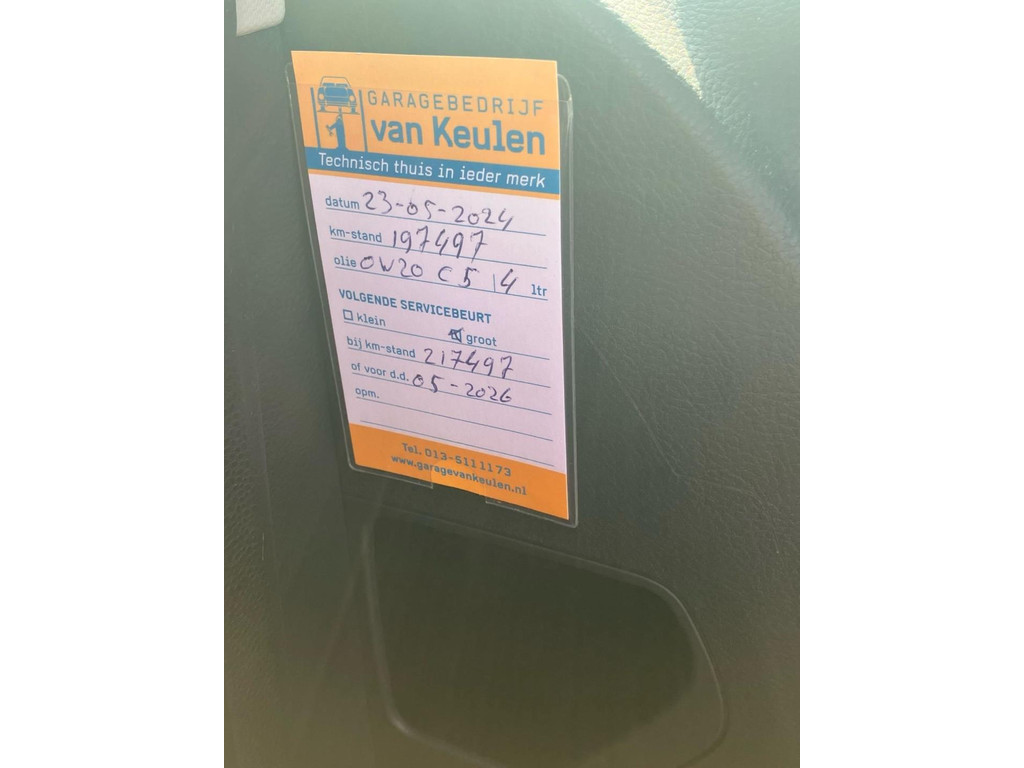 GARAGEBEDRIJF
van Keulen
Technisch thuis in ieder merk
datum 23-05-2024
km-stand 197497
olie 0W20 C5 | 4 ltr
VOLGENDE SERVICEBEURT
klein groot
bij km-stand 217497
of voor d.d. 05-2026
opm.
Tel. 013-5111173
www.garagevankeulen.nl